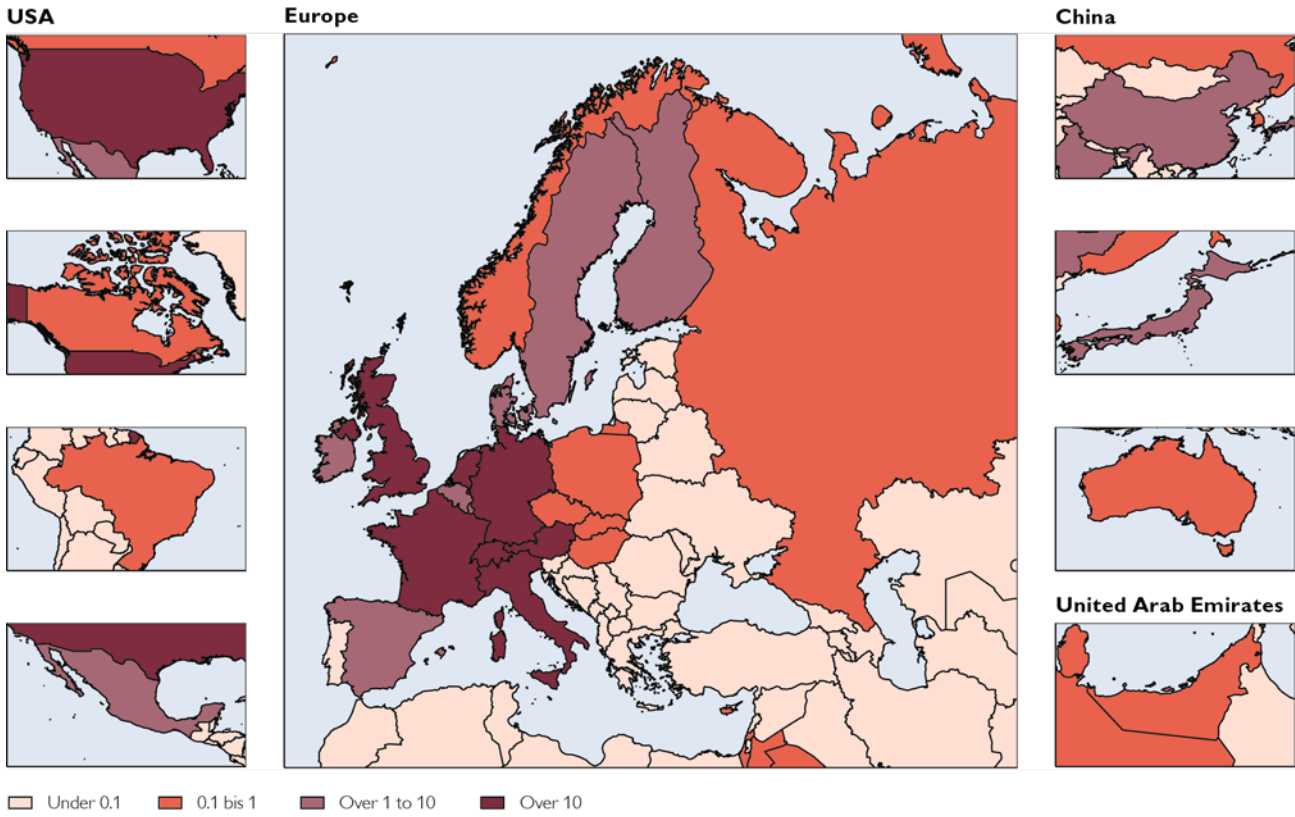 USA
Europe
China
United Arab Emirates
Under 0.1
0.1 bis 1
Over 1 to 10
Over 10